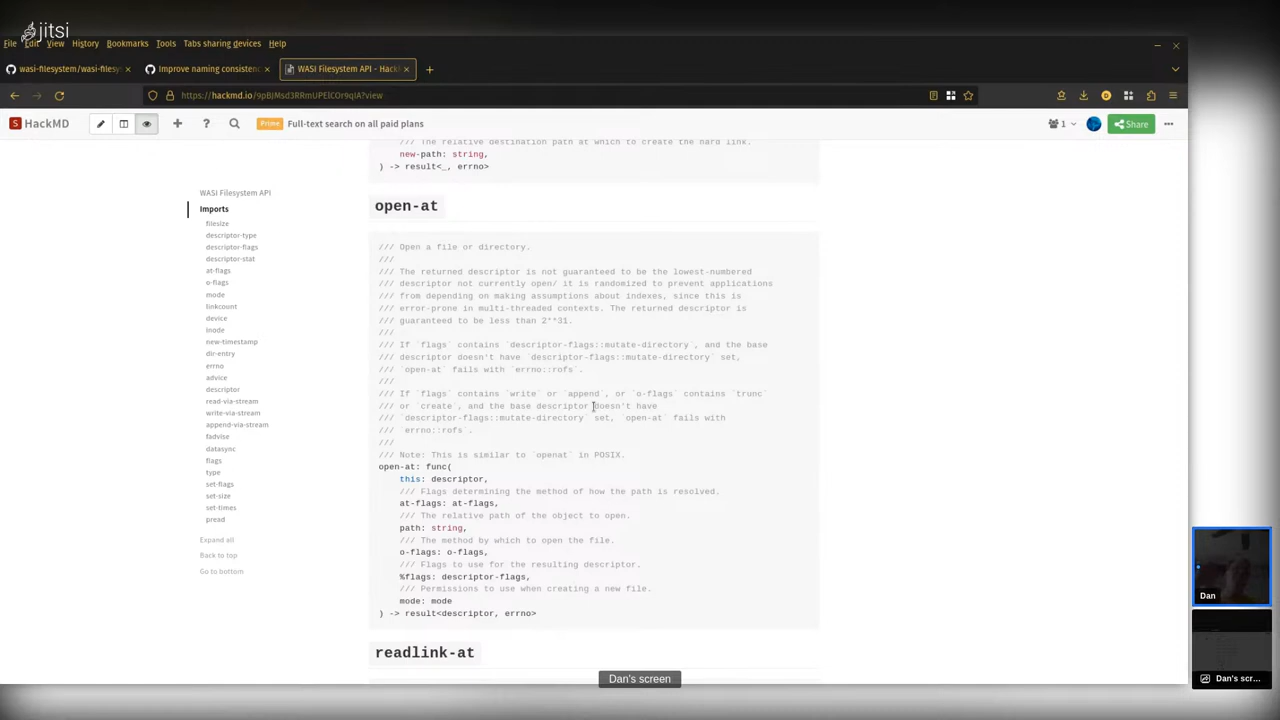 jitsi
File Edit View History Bookmarks Tools Tabs sharing devices Help
wasi-filesystem/wasi-filesy
Improve naming consistenc
WASI Filesystem API - Hack
https://hackmd.io/9pBJMsd3RRmUPElCOr9qIA?view
HackMD
Prime Full-text search on all paid plans
1
Share
WASI Filesystem API
Imports
filesize
descriptor-type
descriptor-flags
descriptor-stat
at-flags
o-flags
mode
linkcount
device
inode
new-timestamp
dir-entry
errno
advice
descriptor
read-via-stream
write-via-stream
append-via-stream
fadvise
datasync
flags
type
set-flags
set-size
set-times
pread
Expand all
Back to top
Go to bottom
/// The relative destination path at which to create the hard link.
new-path: string,
) -> result<_, errno>
open-at
/// Open a file or directory.
///
/// The returned descriptor is not guaranteed to be the lowest-numbered
/// descriptor not currently open/ it is randomized to prevent applications
/// from depending on making assumptions about indexes, since this is
/// error-prone in multi-threaded contexts. The returned descriptor is
/// guaranteed to be less than 2**31.
///
/// If `flags` contains `descriptor-flags::mutate-directory`, and the base
/// descriptor doesn't have `descriptor-flags::mutate-directory` set,
/// `open-at` fails with `errno::rofs`.
///
/// If `flags` contains `write` or `append`, or `o-flags` contains `trunc`
/// or `create`, and the base descriptor doesn't have
/// `descriptor-flags::mutate-directory` set, `open-at` fails with
/// `errno::rofs`.
///
/// Note: This is similar to `openat` in POSIX.
open-at: func(
this: descriptor,
/// Flags determining the method of how the path is resolved.
at-flags: at-flags,
/// The relative path of the object to open.
path: string,
/// The method by which to open the file.
o-flags: o-flags,
/// Flags to use for the resulting descriptor.
%flags: descriptor-flags,
/// Permissions to use when creating a new file.
mode: mode
) -> result<descriptor, errno>
readlink-at
Dan's screen
Dan
Dan's scr...